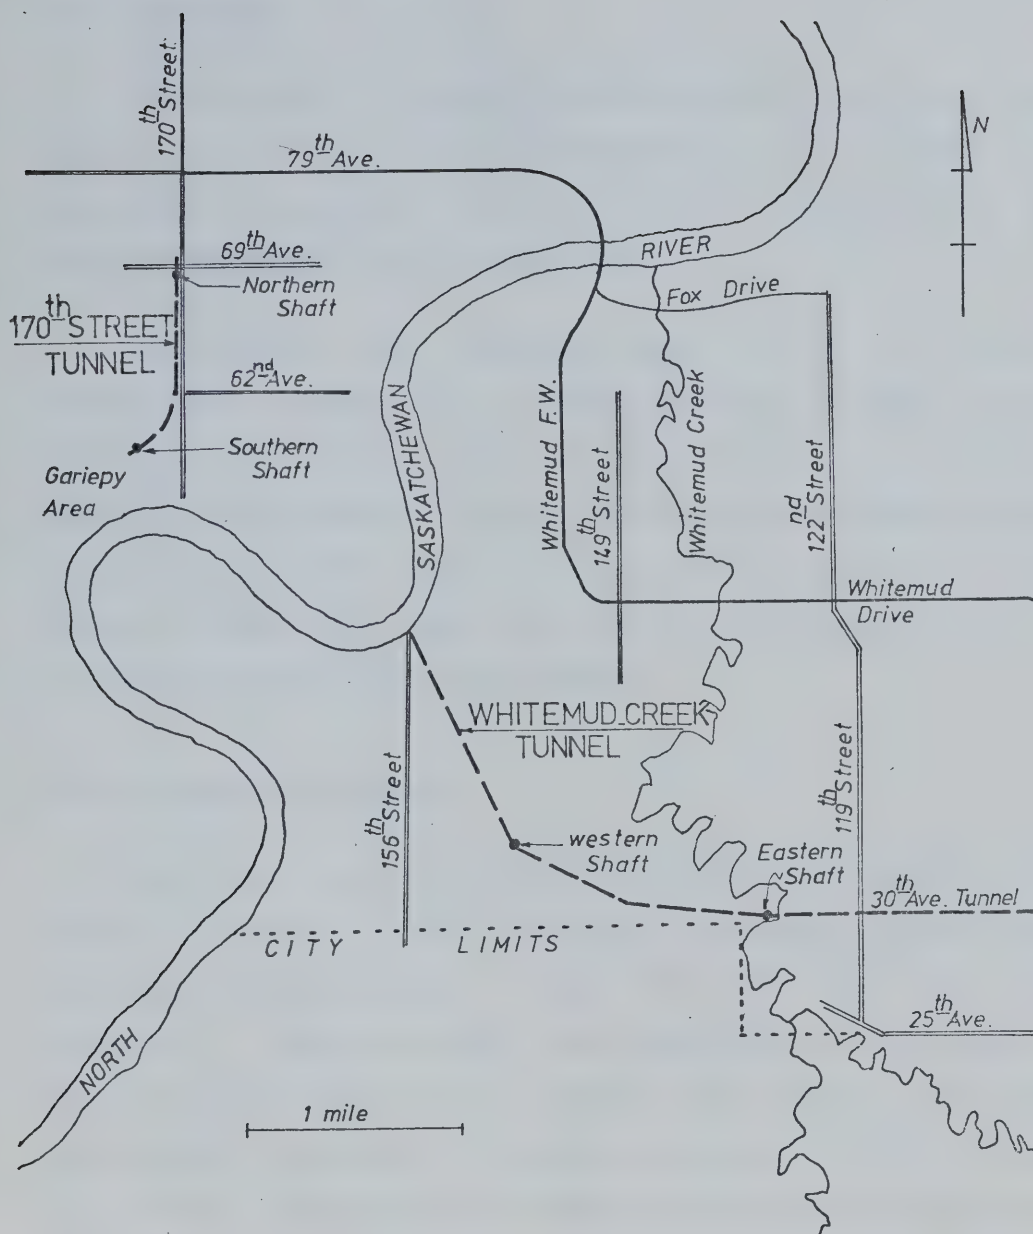 170th Street
79th Ave.
N
RIVER
69th Ave.
Northern
Shaft
Fox Drive
170th STREET
TUNNEL
62nd Ave.
SASKATCHEWAN
Whitemud F.W.
149th Street
Whitemud Creek
122nd Street
Southern
Shaft
Gariepy
Area
Whitemud
Drive
WHITEMUD CREEK
TUNNEL
156th Street
119th Street
western
Shaft
Eastern
Shaft
30th Ave. Tunnel
CITY LIMITS
25th Ave.
NORTH
1 mile